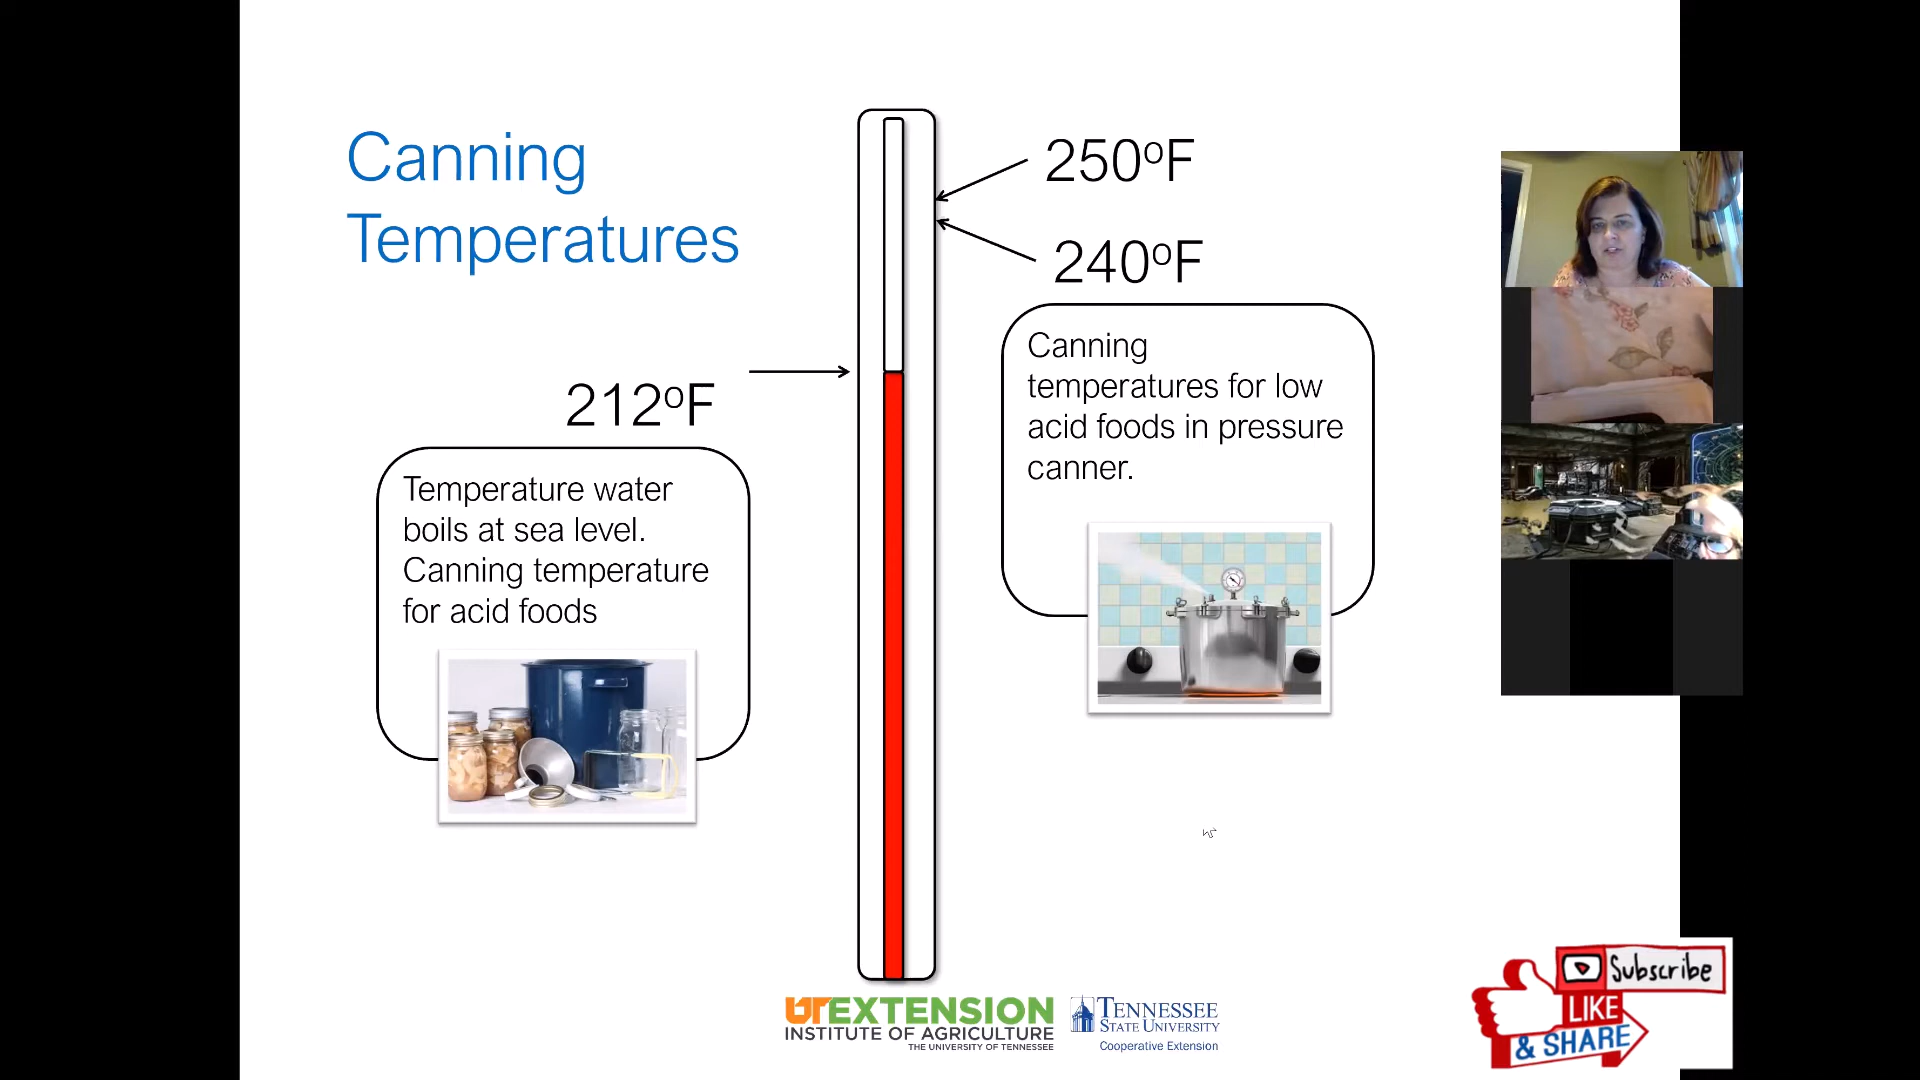 Canning
Temperatures
250ºF
240ºF
212ºF
Canning
temperatures for low
acid foods in pressure
canner.
Temperature water
boils at sea level.
Canning temperature
for acid foods
UTEXTENSION
INSTITUTE OF AGRICULTURE
THE UNIVERSITY OF TENNESSEE
TENNESSEE
STATE UNIVERSITY
Cooperative Extension
Subscribe
LIKE
& SHARE